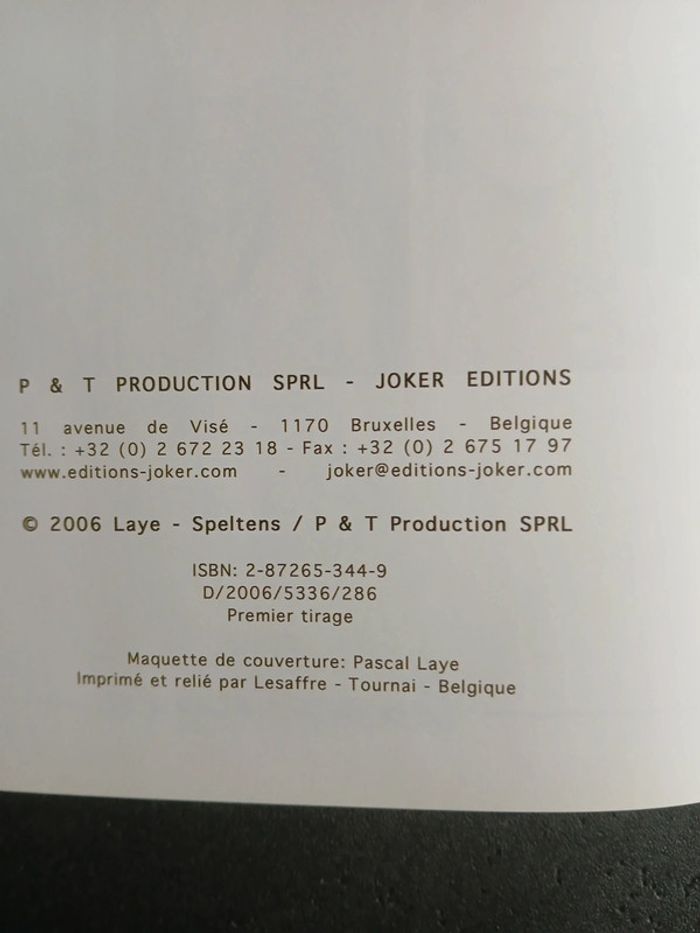 P & T PRODUCTION SPRL - JOKER EDITIONS
11 avenue de Visé - 1170 Bruxelles - Belgique
Tél. : +32 (0) 2 672 23 18 - Fax : +32 (0) 2 675 17 97
www.editions-joker.com - joker@editions-joker.com
© 2006 Laye - Speltens / P & T Production SPRL
ISBN: 2-87265-344-9
D/2006/5336/286
Premier tirage
Maquette de couverture: Pascal Laye
Imprimé et relié par Lesaffre - Tournai - Belgique